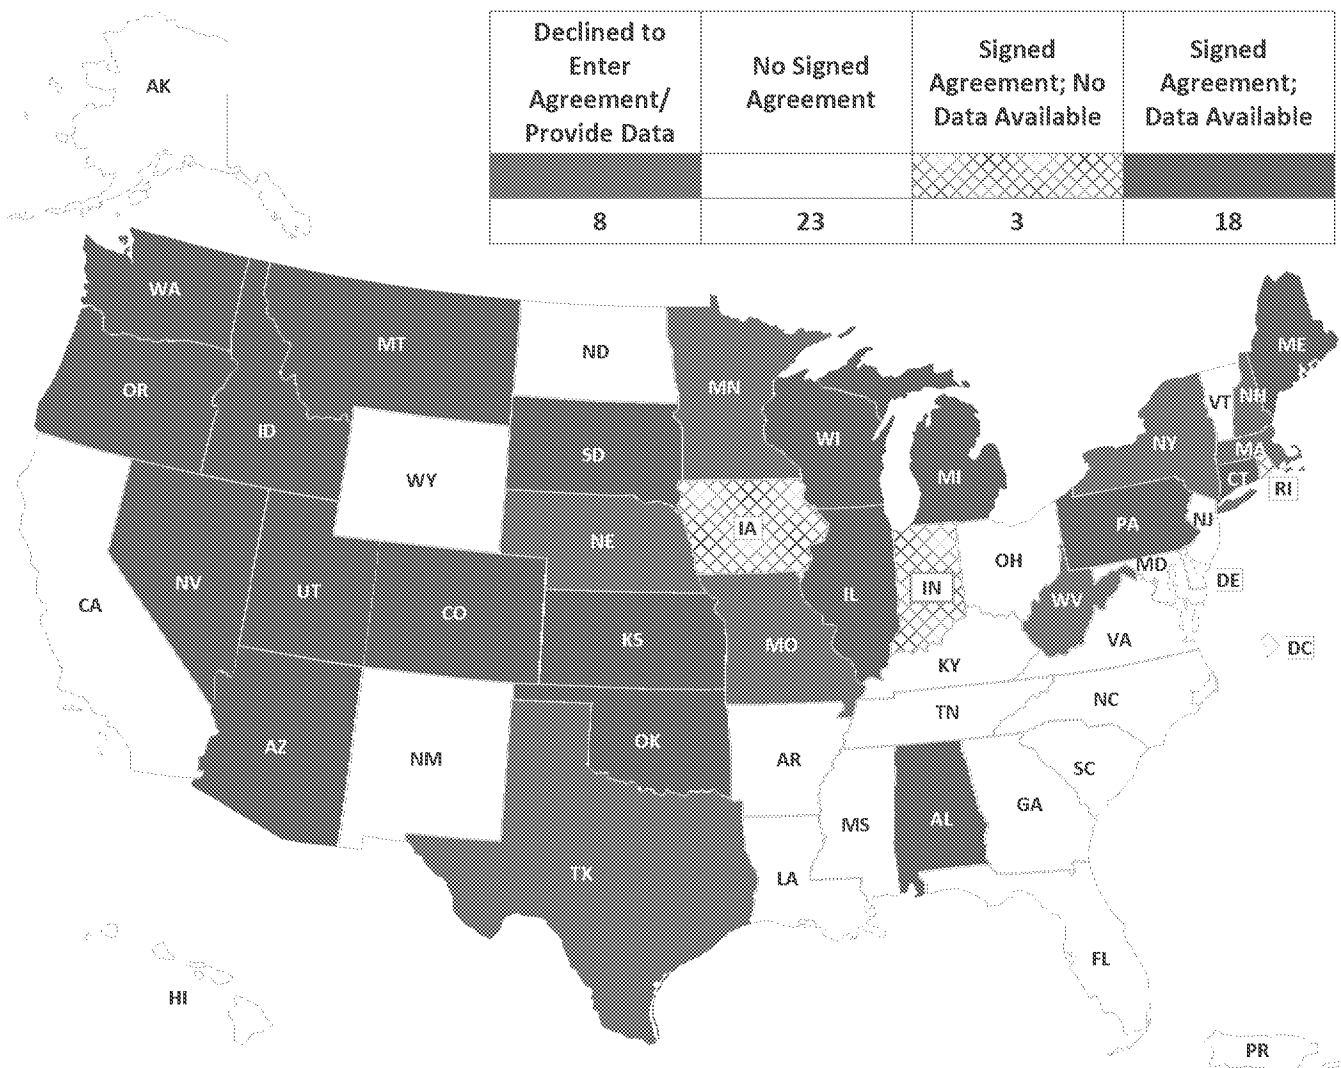 Declined to
Enter
Agreement/
Provide Data
No Signed
Agreement
Signed
Agreement; No
Data Available
Signed
Agreement;
Data Available
8
23
3
18
AK
WA
MT
ND
MN
ME
OR
ID
SD
WI
MI
NY
VT
NH
MA
CT
RI
WY
IA
NE
PA
NJ
NV
UT
CO
KS
MO
IL
IN
OH
WV
MD
DE
DC
CA
VA
KY
AZ
NM
OK
AR
TN
NC
SC
TX
LA
MS
AL
GA
FL
HI
PR